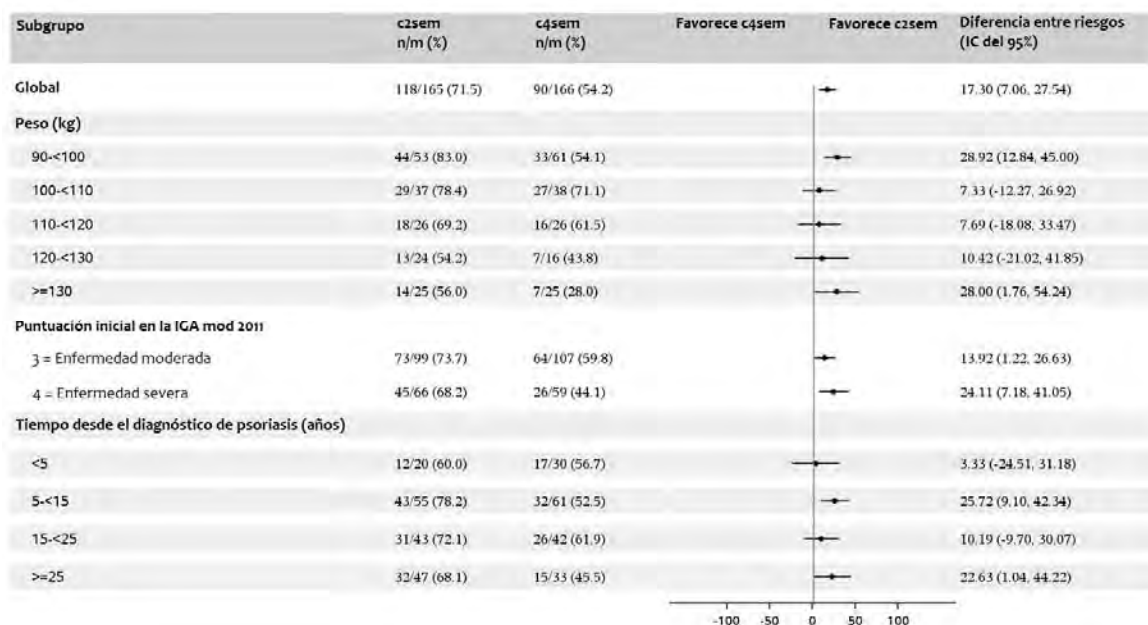 Subgrupo c2sem c4sem Favorece c4sem Favorece c2sem Diferencia entre riesgos
n/m (%) n/m (%) (IC del 95%)
Global 118/165 (71.5) 90/166 (54.2) 17.30 (7.06, 27.54)
Peso (kg)
90-<100 44/53 (83.0) 33/61 (54.1) 28.92 (12.84, 45.00)
100-<110 29/37 (78.4) 27/38 (71.1) 7.33 (-12.27, 26.92)
110-<120 18/26 (69.2) 16/26 (61.5) 7.69 (-18.08, 33.47)
120-<130 13/24 (54.2) 7/16 (43.8) 10.42 (-21.02, 41.85)
>=130 14/25 (56.0) 7/25 (28.0) 28.00 (1.76, 54.24)
Puntuación inicial en la IGA mod 2011
3 = Enfermedad moderada 73/99 (73.7) 64/107 (59.8) 13.92 (1.22, 26.63)
4 = Enfermedad severa 45/66 (68.2) 26/59 (44.1) 24.11 (7.18, 41.05)
Tiempo desde el diagnóstico de psoriasis (años)
<5 12/20 (60.0) 17/30 (56.7) 3.33 (-24.51, 31.18)
5-<15 43/55 (78.2) 32/61 (52.5) 25.72 (9.10, 42.34)
15-<25 31/43 (72.1) 26/42 (61.9) 10.19 (-9.70, 30.07)
>=25 32/47 (68.1) 15/33 (45.5) 22.63 (1.04, 44.22)
-100 -50 0 50 100